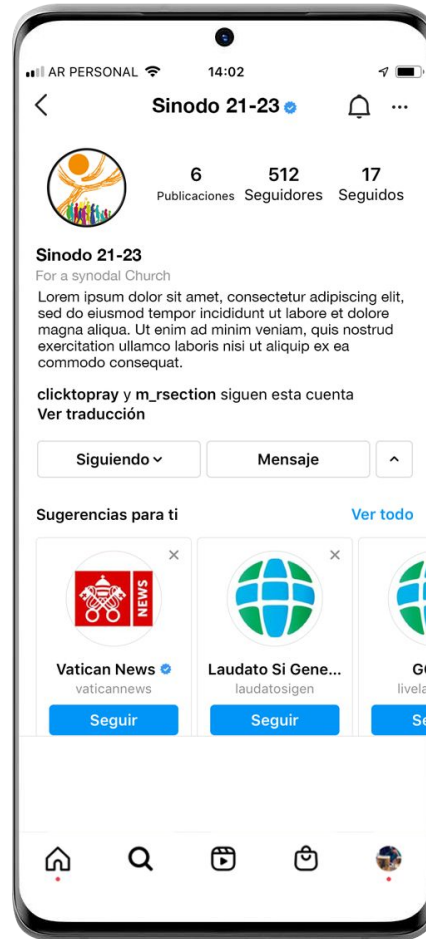 AR PERSONAL 14:02
Sinodo 21-23
6 512 17
Publicaciones Seguidores Seguidos
Sinodo 21-23
For a synodal Church
Lorem ipsum dolor sit amet, consectetur adipiscing elit,
sed do eiusmod tempor incididunt ut labore et dolore
magna aliqua. Ut enim ad minim veniam, quis nostrud
exercitation ullamco laboris nisi ut aliquip ex ea
commodo consequat.
clicktopray y m_rsection siguen esta cuenta
Ver traducción
Siguiendo Mensaje
Sugerencias para ti Ver todo
NEWS
Vatican News Laudato Si Gene... G
vaticannews laudatosigen livela
Seguir Seguir Se